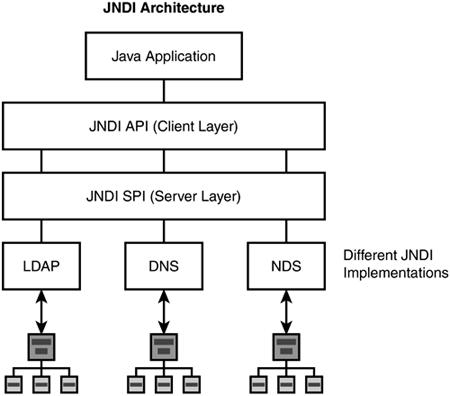 JNDI Architecture
Java Application
JNDI API (Client Layer)
JNDI SPI (Server Layer)
LDAP
DNS
NDS
Different JNDI
Implementations